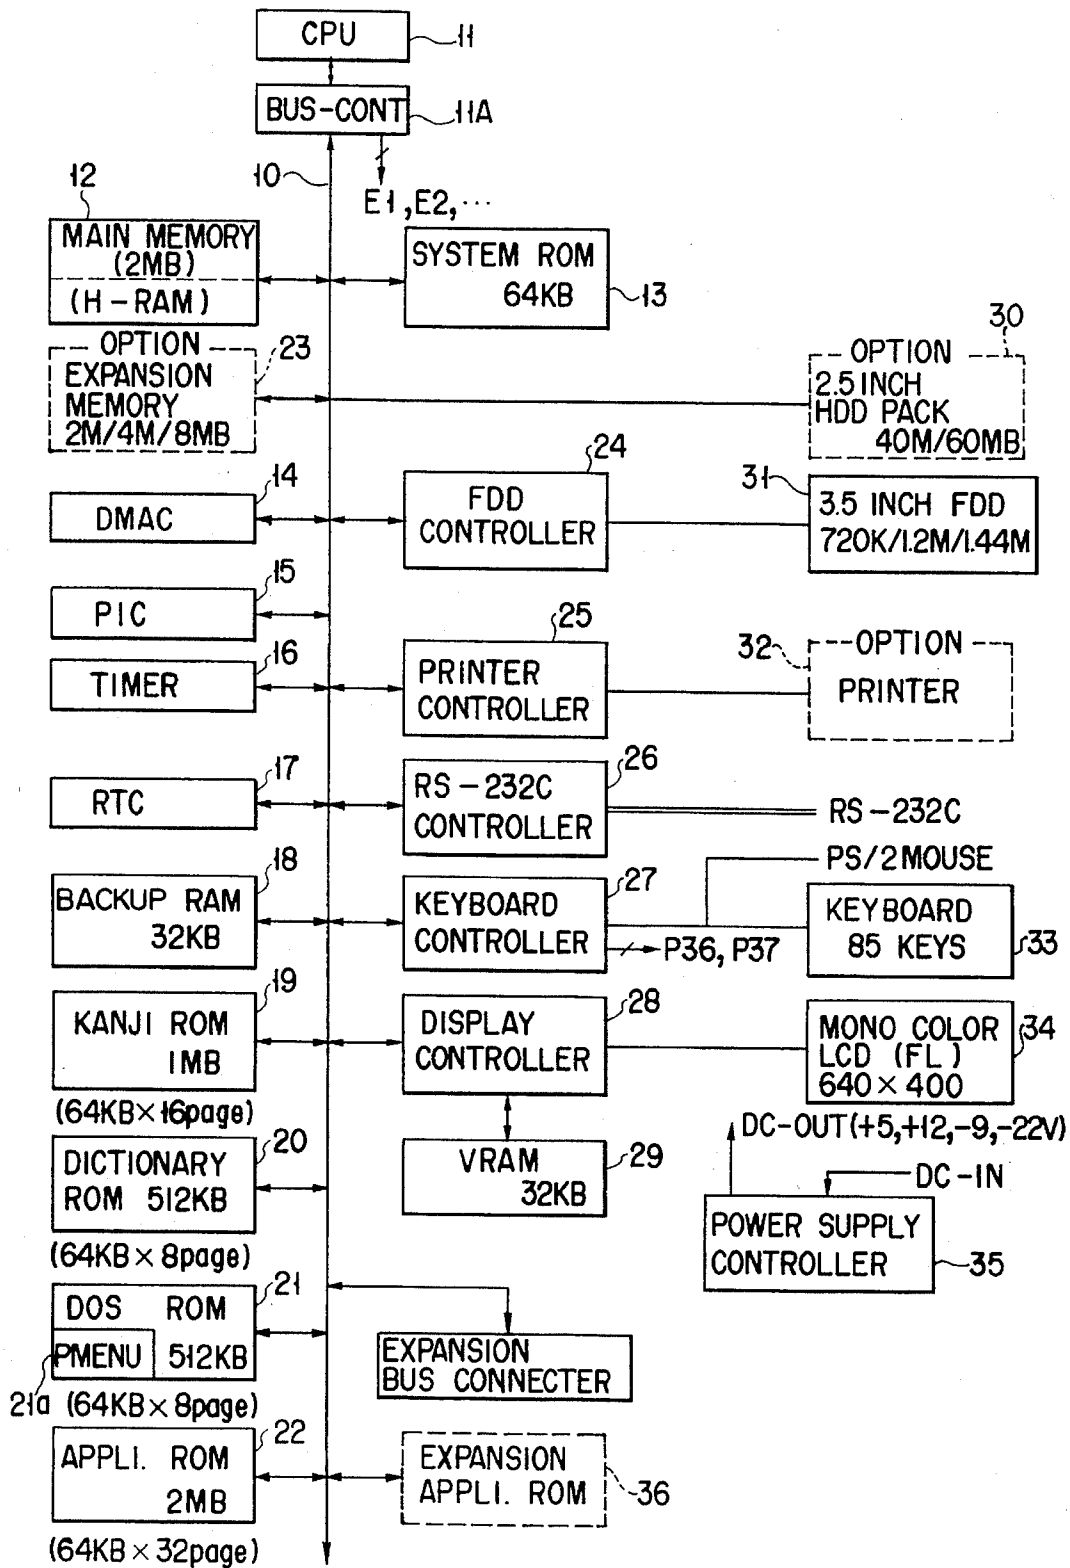 CPU
11
BUS-CONT
11A
10
E1, E2, ···
12
MAIN MEMORY
(2MB)
(H-RAM)
SYSTEM ROM
64KB
13
OPTION
23
EXPANSION
MEMORY
2M/4M/8MB
30
OPTION
2.5 INCH
HDD PACK
40M/60MB
14
DMAC
24
FDD
CONTROLLER
31
3.5 INCH FDD
720K/1.2M/1.44M
15
PIC
16
TIMER
25
PRINTER
CONTROLLER
32
OPTION
PRINTER
17
RTC
26
RS-232C
CONTROLLER
RS-232C
PS/2 MOUSE
18
BACKUP RAM
32KB
27
KEYBOARD
CONTROLLER
P36, P37
KEYBOARD
85 KEYS
33
19
KANJI ROM
1MB
(64KB×16page)
28
DISPLAY
CONTROLLER
MONO COLOR
LCD (FL)
640×400
34
DC-OUT(+5,+12,-9,-22V)
20
DICTIONARY
ROM 512KB
(64KB×8page)
VRAM
32KB
29
DC-IN
POWER SUPPLY
CONTROLLER
35
21
DOS ROM
PMENU
512KB
21a
(64KB×8page)
EXPANSION
BUS CONNECTER
22
APPLI. ROM
2MB
(64KB×32page)
EXPANSION
APPLI. ROM
36